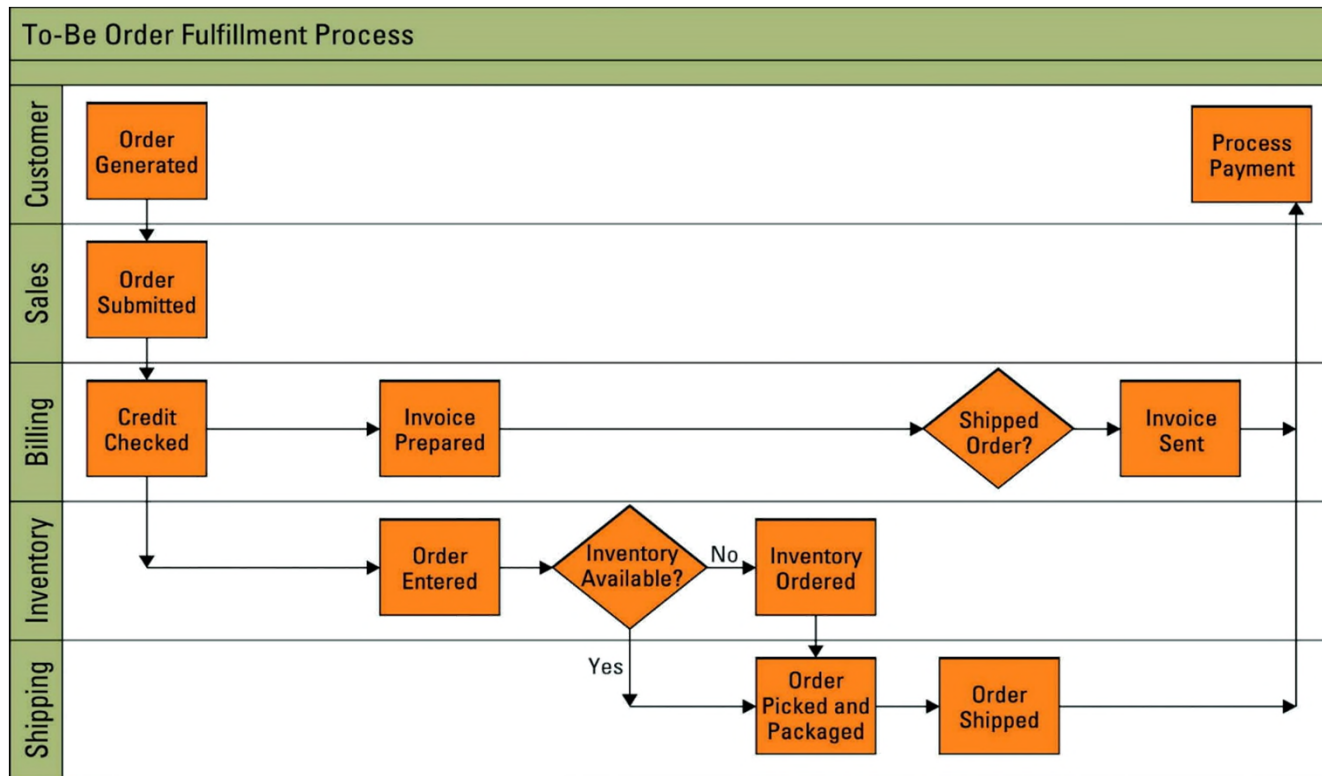 To-Be Order Fulfillment Process
Customer
Order
Generated
Process
Payment
Sales
Order
Submitted
Billing
Credit
Checked
Invoice
Prepared
Shipped
Order?
Invoice
Sent
Inventory
Order
Entered
Inventory
Available?
No
Inventory
Ordered
Shipping
Yes
Order
Picked and
Packaged
Order
Shipped